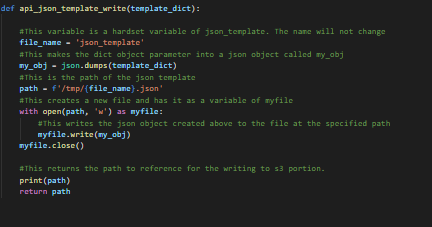 def api_json_template_write(template_dict):
#This variable is a hardset variable of json_template. The name will not change
file_name = 'json_template'
#This makes the dict object parameter into a json object called my_obj
my_obj = json.dumps(template_dict)
#This is the path of the json template
path = f'/tmp/{file_name}.json'
#This creates a new file and has it as a variable of myfile
with open(path, 'w') as myfile:
#This writes the json object created above to the file at the specified path
myfile.write(my_obj)
myfile.close()
#This returns the path to reference for the writing to s3 portion.
print(path)
return path